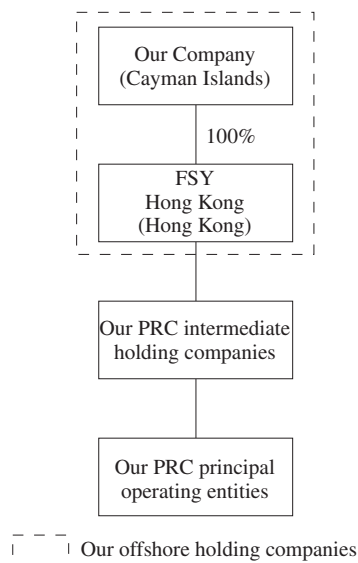 Our Company
(Cayman Islands)
100%
FSY
Hong Kong
(Hong Kong)
Our PRC intermediate
holding companies
Our PRC principal
operating entities
Our offshore holding companies